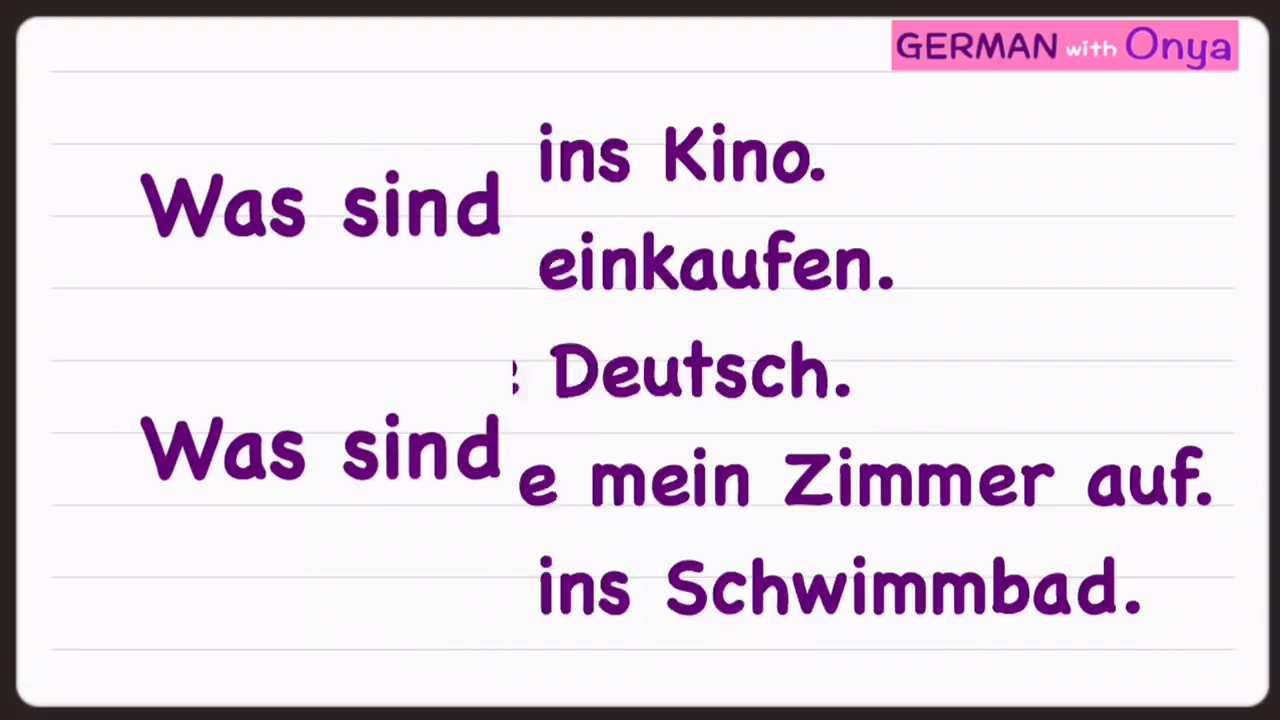 GERMAN with Onya
ins Kino.
Was sind
einkaufen.
Deutsch.
Was sind
e mein Zimmer auf.
ins Schwimmbad.